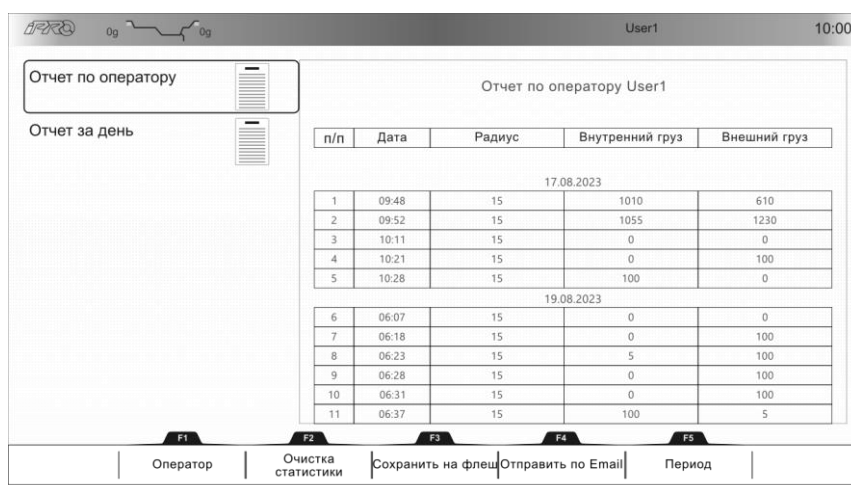 iPRO 0g 0g User1 10:00
Отчет по оператору
Отчет за день
Отчет по оператору User1
п/п Дата Радиус Внутренний груз Внешний груз
17.08.2023
1 09:48 15 1010 610
2 09:52 15 1055 1230
3 10:11 15 0 0
4 10:21 15 0 100
5 10:28 15 100 0
19.08.2023
6 06:07 15 0 0
7 06:18 15 0 100
8 06:23 15 5 100
9 06:28 15 0 100
10 06:31 15 0 100
11 06:37 15 100 5
F1 F2 F3 F4 F5
Оператор
Очистка
статистики
Сохранить на флеш
Отправить по Email
Период